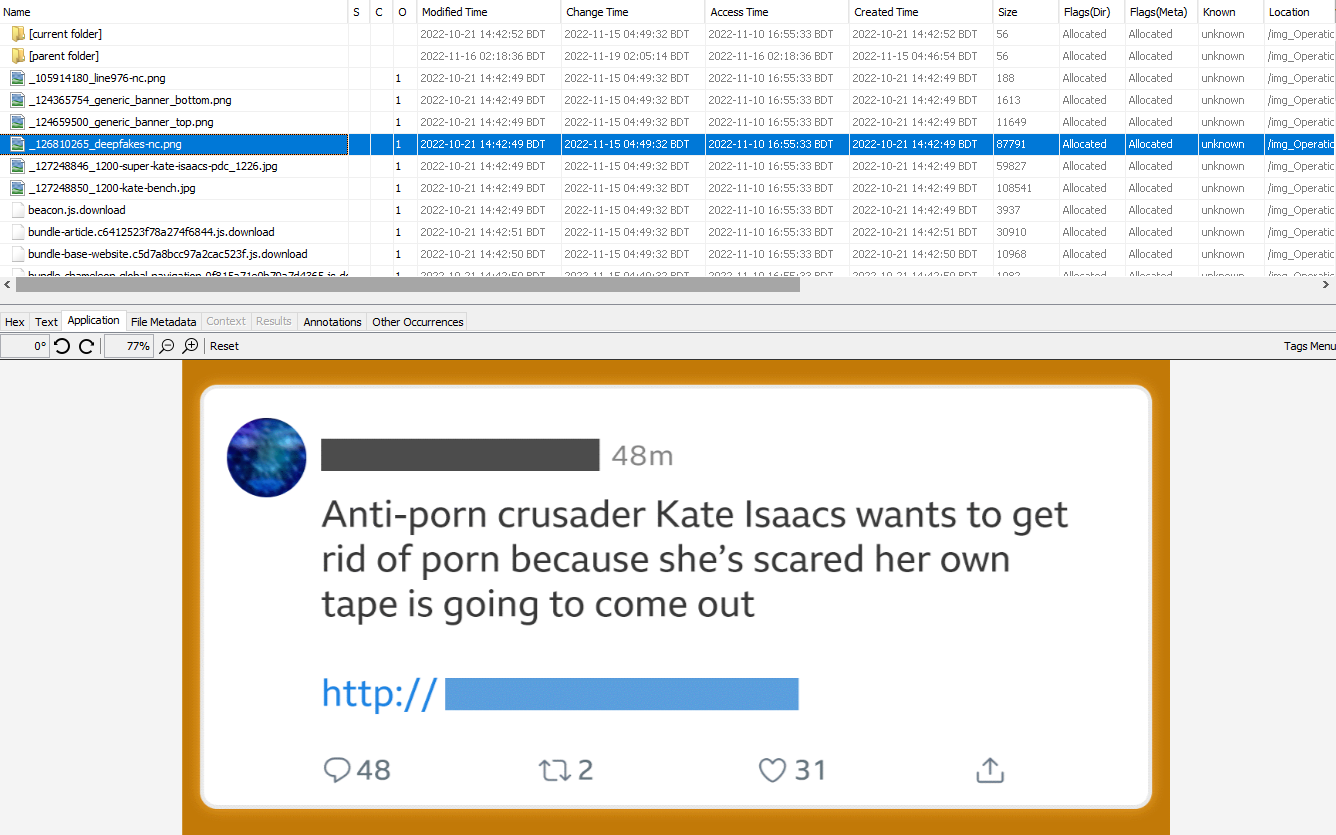 Name S C O Modified Time Change Time Access Time Created Time Size Flags(Dir) Flags(Meta) Known Location
[current folder] 2022-10-21 14:42:52 BDT 2022-11-15 04:49:32 BDT 2022-11-10 16:55:33 BDT 2022-10-21 14:42:52 BDT 56 Allocated Allocated unknown /img_Operatic
[parent folder] 2022-11-16 02:18:36 BDT 2022-11-19 02:05:14 BDT 2022-11-16 02:18:36 BDT 2022-11-15 04:46:54 BDT 56 Allocated Allocated unknown /img_Operatic
_105914180_line976-nc.png 1 2022-10-21 14:42:49 BDT 2022-11-15 04:49:32 BDT 2022-11-10 16:55:33 BDT 2022-10-21 14:42:49 BDT 188 Allocated Allocated unknown /img_Operatic
_124365754_generic_banner_bottom.png 1 2022-10-21 14:42:49 BDT 2022-11-15 04:49:32 BDT 2022-11-10 16:55:33 BDT 2022-10-21 14:42:49 BDT 1613 Allocated Allocated unknown /img_Operatic
_124659500_generic_banner_top.png 1 2022-10-21 14:42:49 BDT 2022-11-15 04:49:32 BDT 2022-11-10 16:55:33 BDT 2022-10-21 14:42:49 BDT 11649 Allocated Allocated unknown /img_Operatic
_126810265_deepfakes-nc.png 1 2022-10-21 14:42:49 BDT 2022-11-15 04:49:32 BDT 2022-11-10 16:55:33 BDT 2022-10-21 14:42:49 BDT 87791 Allocated Allocated unknown /img_Operatic
_127248846_1200-super-kate-isaacs-pdc_1226.jpg 1 2022-10-21 14:42:49 BDT 2022-11-15 04:49:32 BDT 2022-11-10 16:55:33 BDT 2022-10-21 14:42:49 BDT 59827 Allocated Allocated unknown /img_Operatic
_127248850_1200-kate-bench.jpg 1 2022-10-21 14:42:49 BDT 2022-11-15 04:49:32 BDT 2022-11-10 16:55:33 BDT 2022-10-21 14:42:49 BDT 108541 Allocated Allocated unknown /img_Operatic
beacon.js.download 1 2022-10-21 14:42:49 BDT 2022-11-15 04:49:32 BDT 2022-11-10 16:55:33 BDT 2022-10-21 14:42:49 BDT 3937 Allocated Allocated unknown /img_Operatic
bundle-article.c6412523f78a274f6844.js.download 1 2022-10-21 14:42:51 BDT 2022-11-15 04:49:32 BDT 2022-11-10 16:55:33 BDT 2022-10-21 14:42:51 BDT 30910 Allocated Allocated unknown /img_Operatic
bundle-base-website.c5d7a8bcc97a2cac523f.js.download 1 2022-10-21 14:42:50 BDT 2022-11-15 04:49:32 BDT 2022-11-10 16:55:33 BDT 2022-10-21 14:42:50 BDT 10968 Allocated Allocated unknown /img_Operatic
Hex Text Application File Metadata Context Results Annotations Other Occurrences
0° 77% Reset Tags Menu
48m
Anti-porn crusader Kate Isaacs wants to get
rid of porn because she's scared her own
tape is going to come out
http://
48 2 31